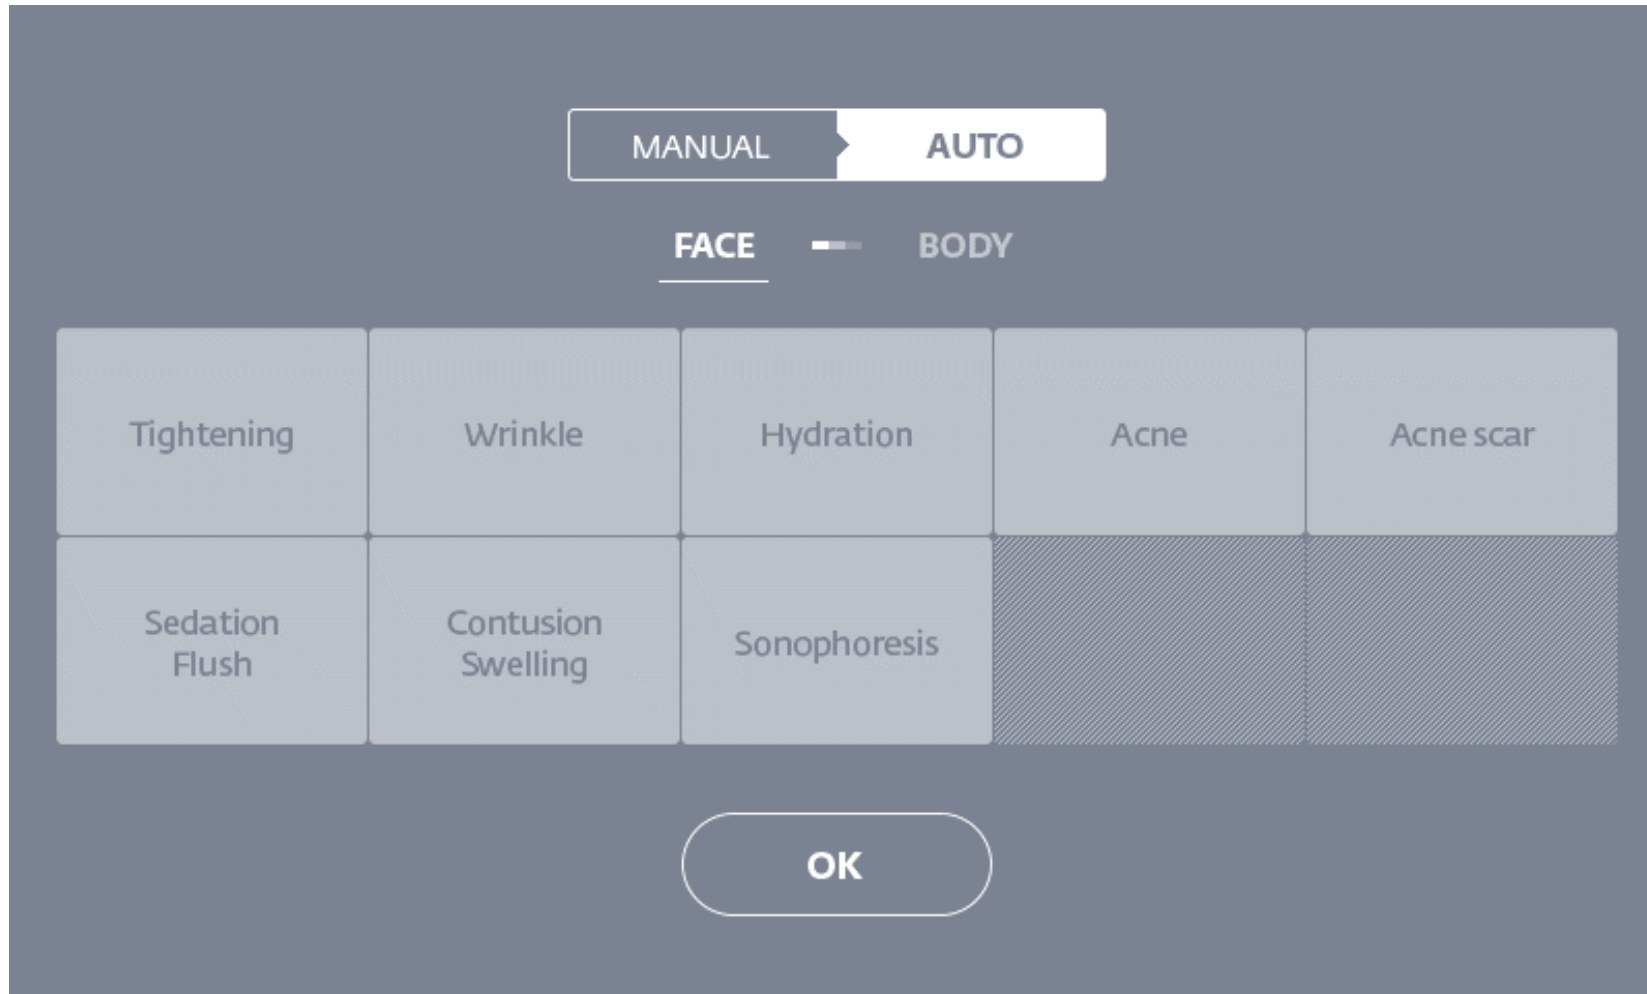 MANUAL AUTO
FACE BODY
Tightening Wrinkle Hydration Acne Acne scar
Sedation Flush
Contusion Swelling
Sonophoresis
OK